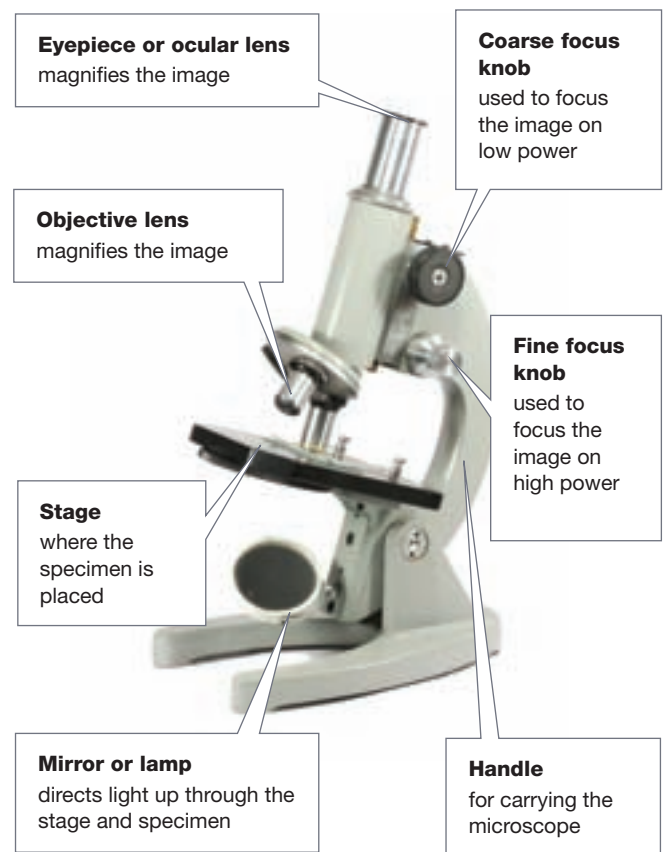 Eyepiece or ocular lens
magnifies the image
Coarse focus
knob
used to focus
the image on
low power
Objective lens
magnifies the image
Fine focus
knob
used to
focus the
image on
high power
Stage
where the
specimen is
placed
Mirror or lamp
directs light up through the
stage and specimen
Handle
for carrying the
microscope